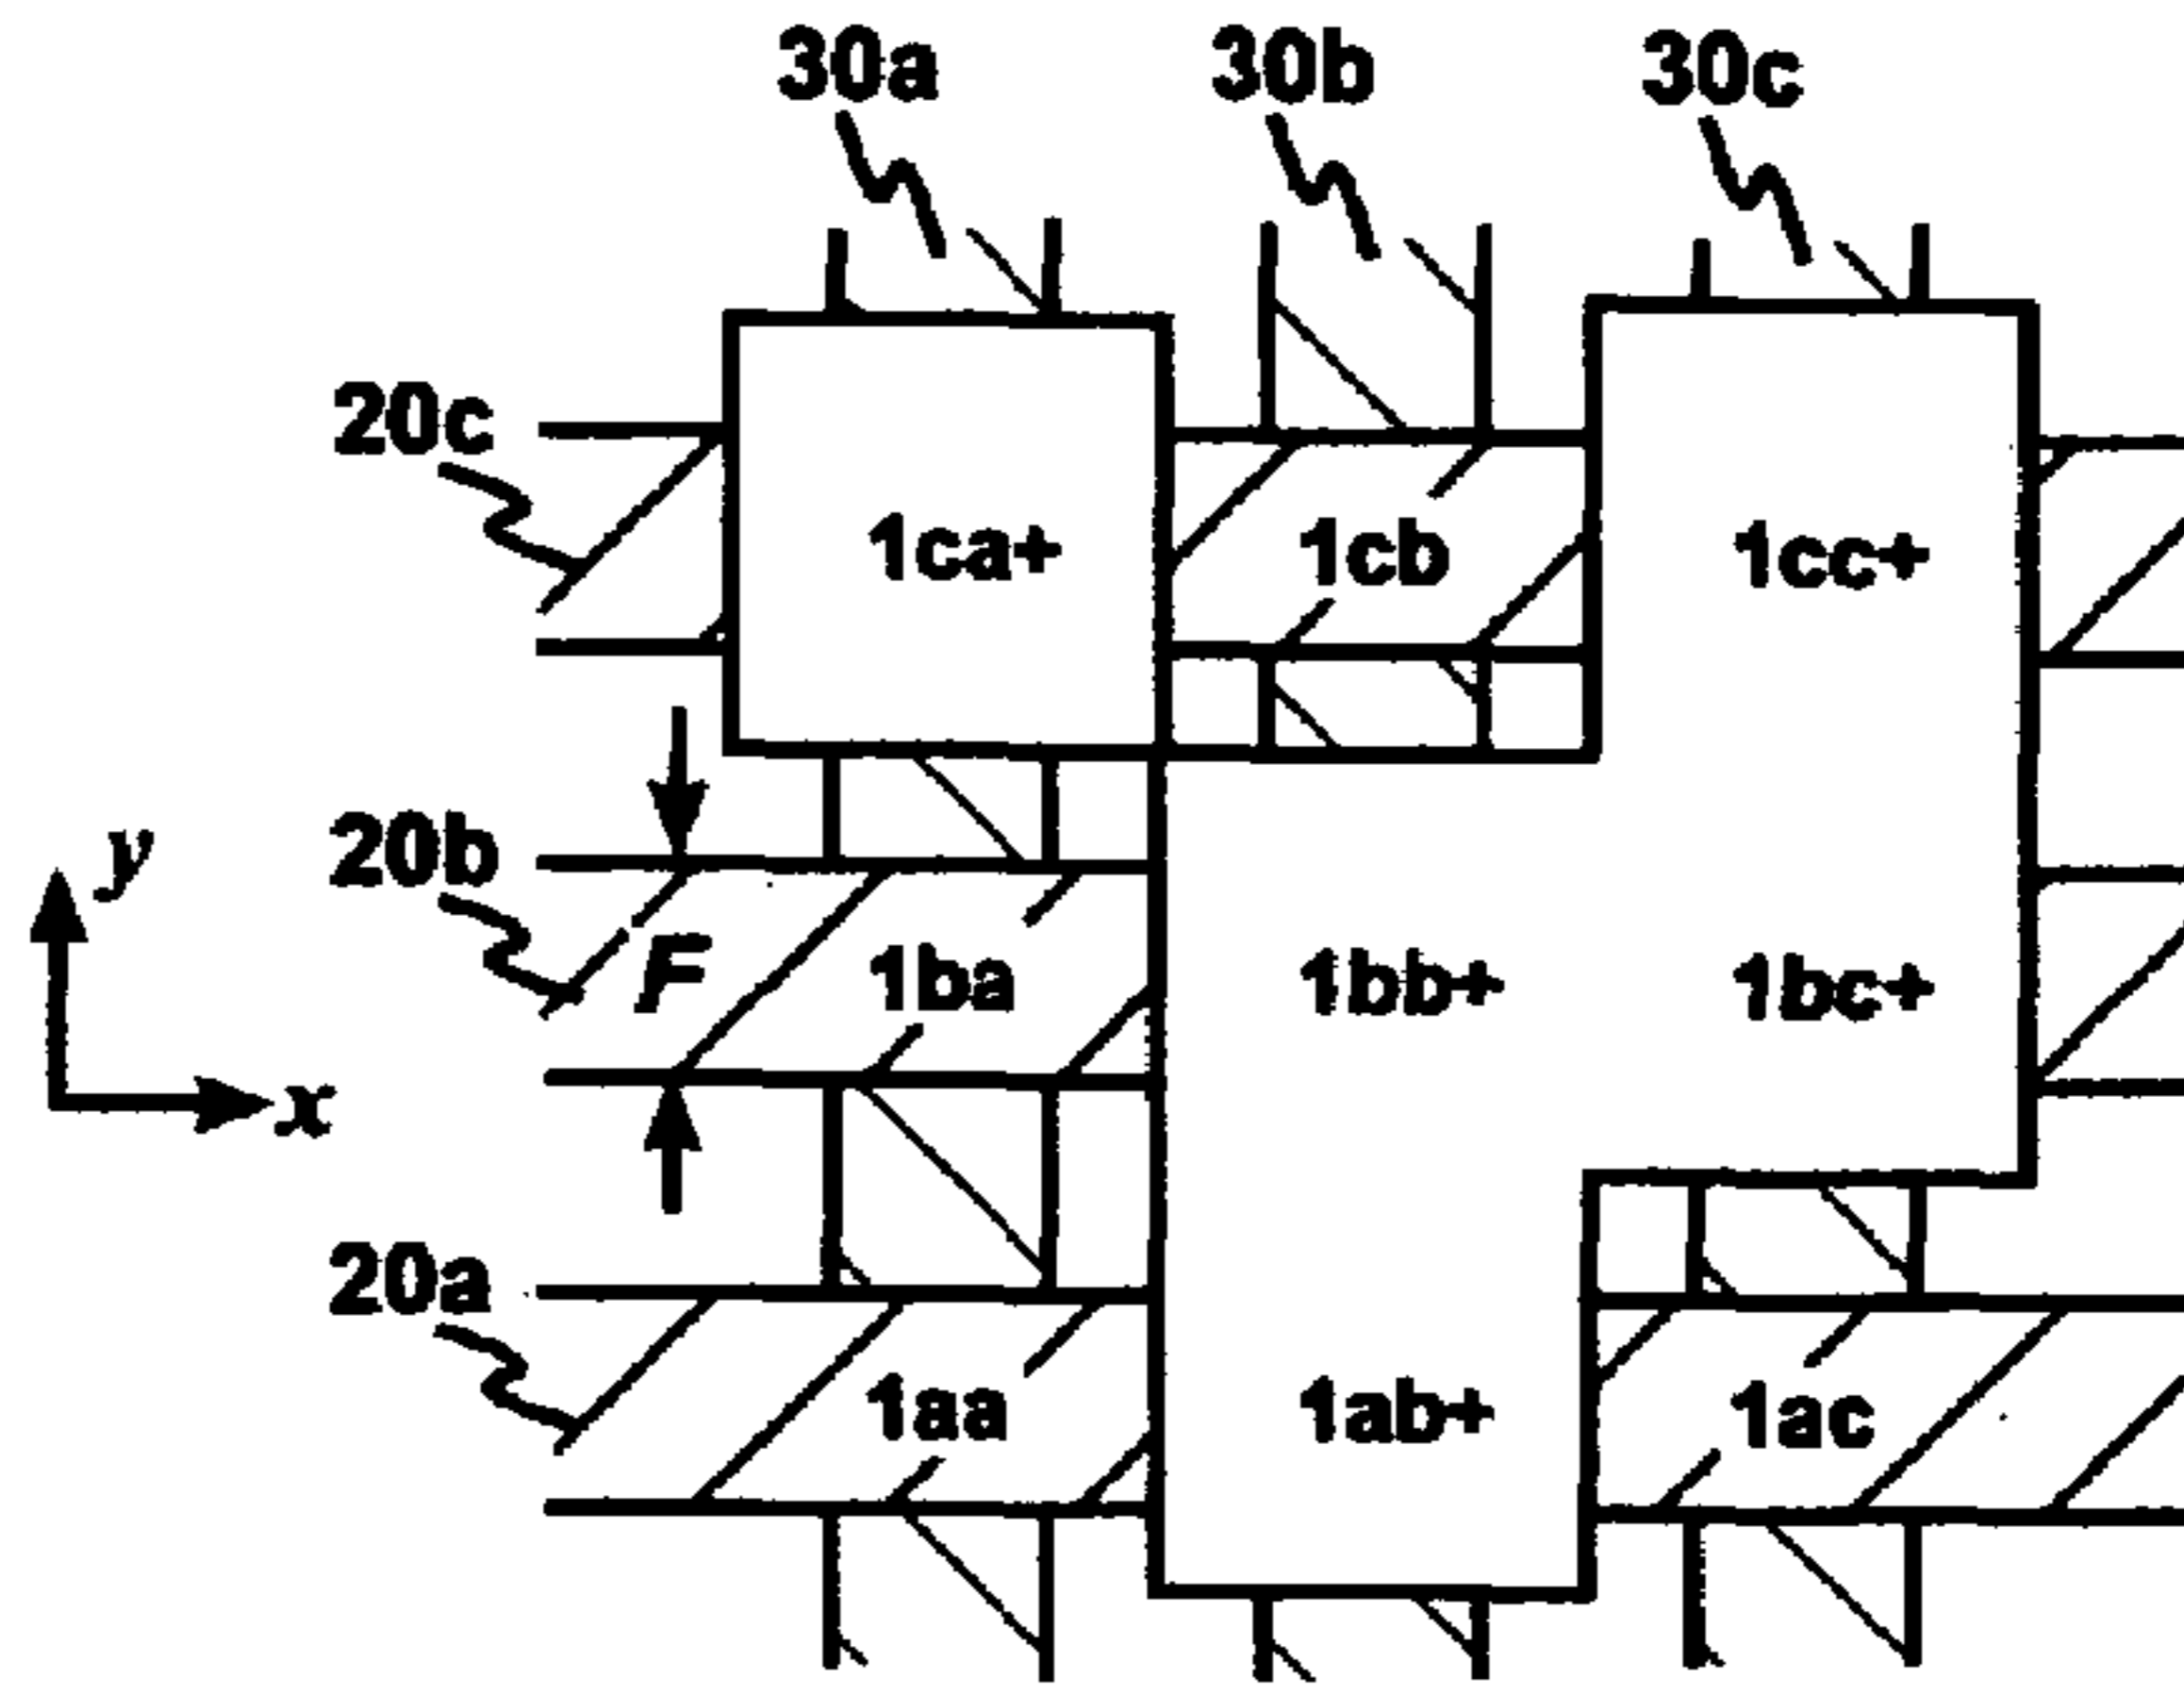 30a 30b 30c
20c
1ca+ 1cb 1cc+
y
20b
F 1ba 1bb+ 1bc+
x
20a
1aa 1ab+ 1ac